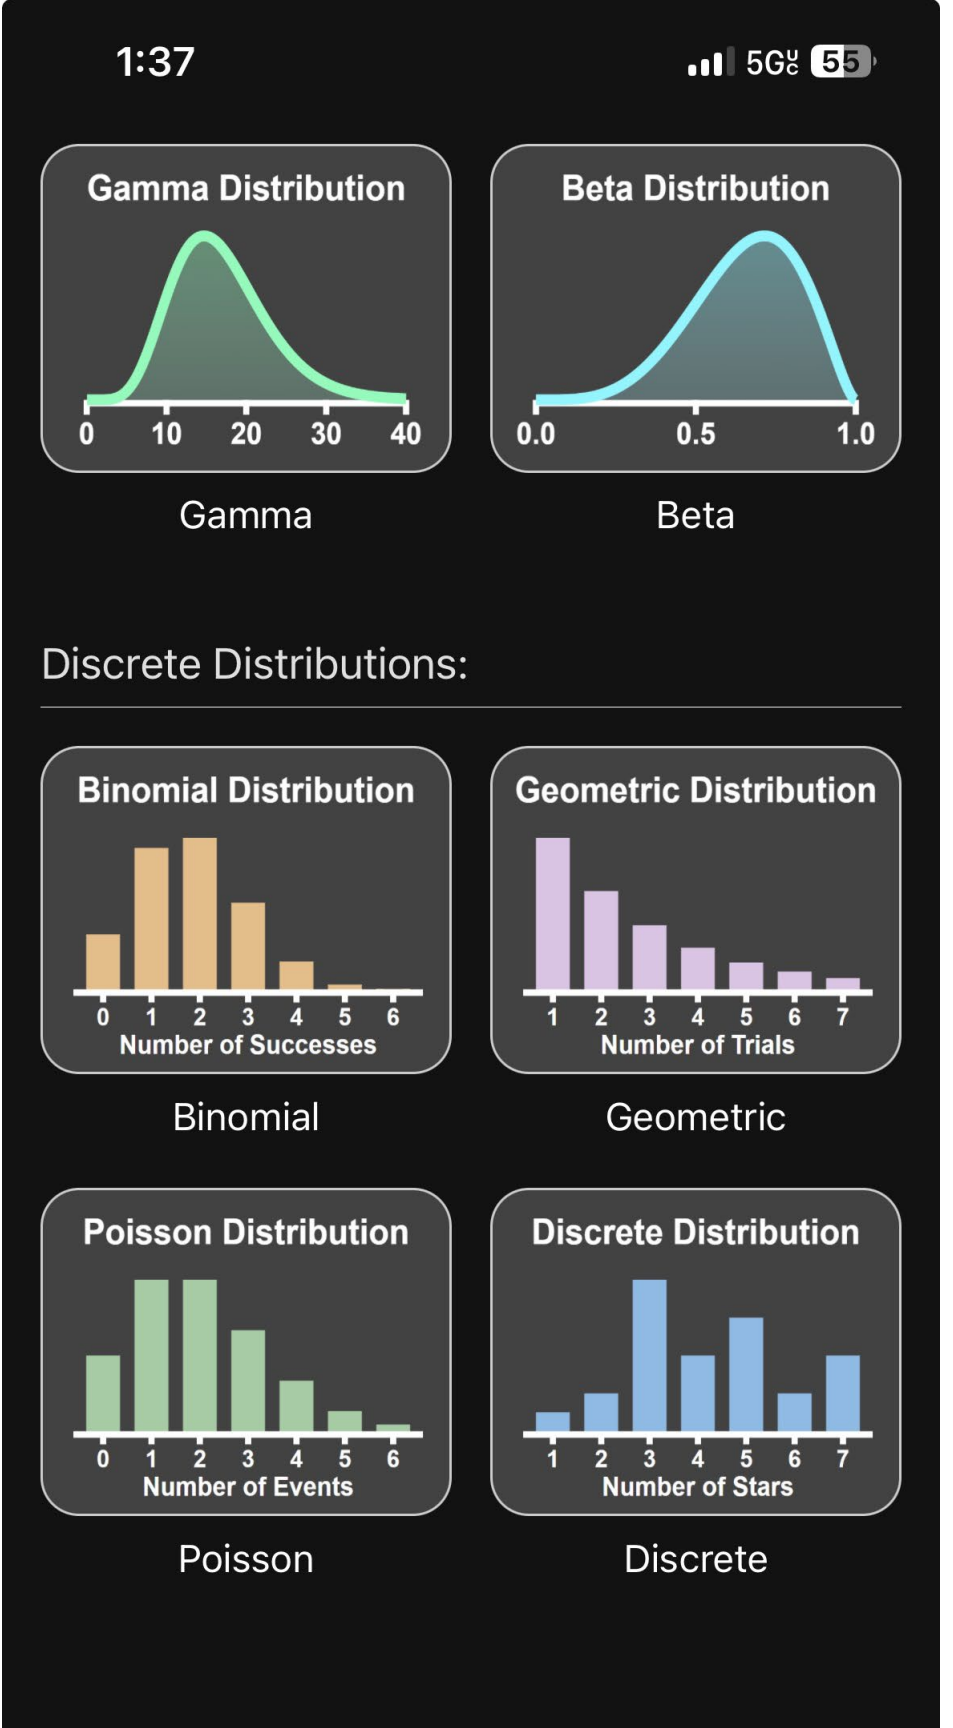 1:37
5G UC 55
Gamma Distribution
0 10 20 30 40
Gamma
Beta Distribution
0.0 0.5 1.0
Beta
Discrete Distributions:
Binomial Distribution
0 1 2 3 4 5 6
Number of Successes
Binomial
Geometric Distribution
1 2 3 4 5 6 7
Number of Trials
Geometric
Poisson Distribution
0 1 2 3 4 5 6
Number of Events
Poisson
Discrete Distribution
1 2 3 4 5 6 7
Number of Stars
Discrete